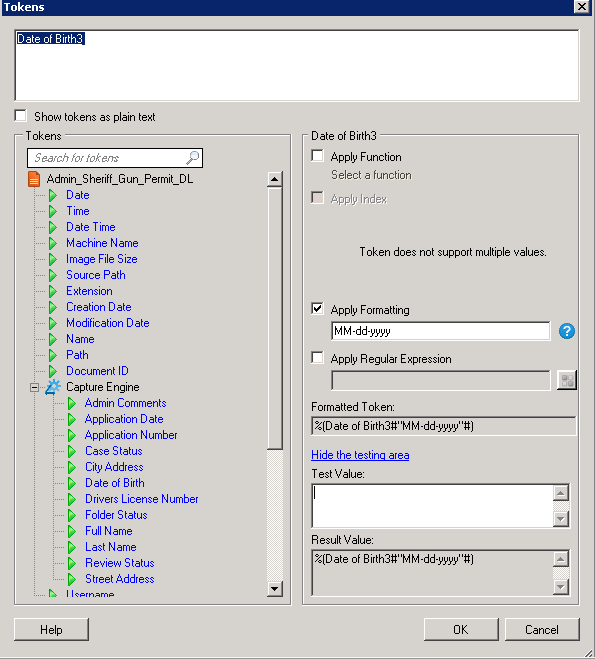 Tokens
Date of Birth3
Show tokens as plain text
Tokens
Search for tokens
Admin_Sheriff_Gun_Permit_DL
Date
Time
Date Time
Machine Name
Image File Size
Source Path
Extension
Creation Date
Modification Date
Name
Path
Document ID
Capture Engine
Admin Comments
Application Date
Application Number
Case Status
City Address
Date of Birth
Drivers License Number
Folder Status
Full Name
Last Name
Review Status
Street Address
Username
Date of Birth3
Apply Function
Select a function
Apply Index
Token does not support multiple values.
Apply Formatting
MM-dd-yyyy
?
Apply Regular Expression
Formatted Token:
%(Date of Birth3#"MM-dd-yyyy"#)
Hide the testing area
Test Value:
Result Value:
%(Date of Birth3#"MM-dd-yyyy"#)
Help
OK
Cancel